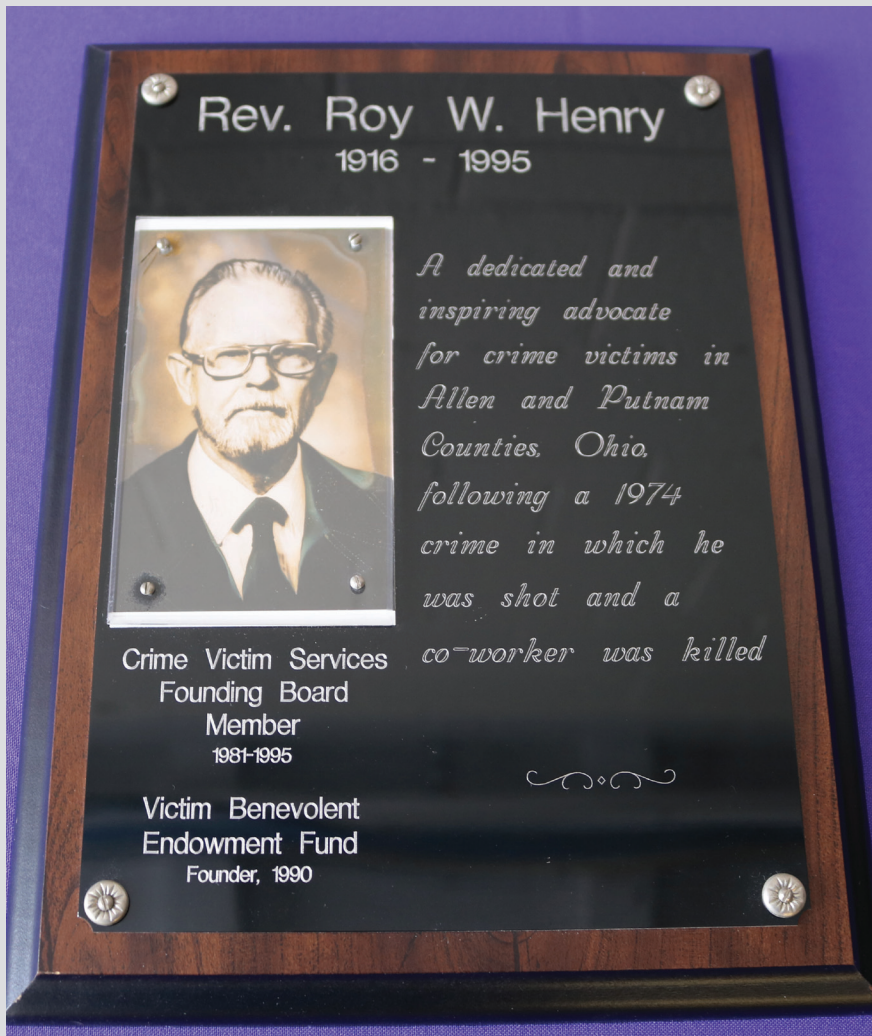 Rev. Roy W. Henry
1916 - 1995
A dedicated and
inspiring advocate
for crime victims in
Allen and Putnam
Counties, Ohio,
following a 1974
crime in which he
was shot and a
co-worker was killed
Crime Victim Services
Founding Board
Member
1981-1995
Victim Benevolent
Endowment Fund
Founder, 1990